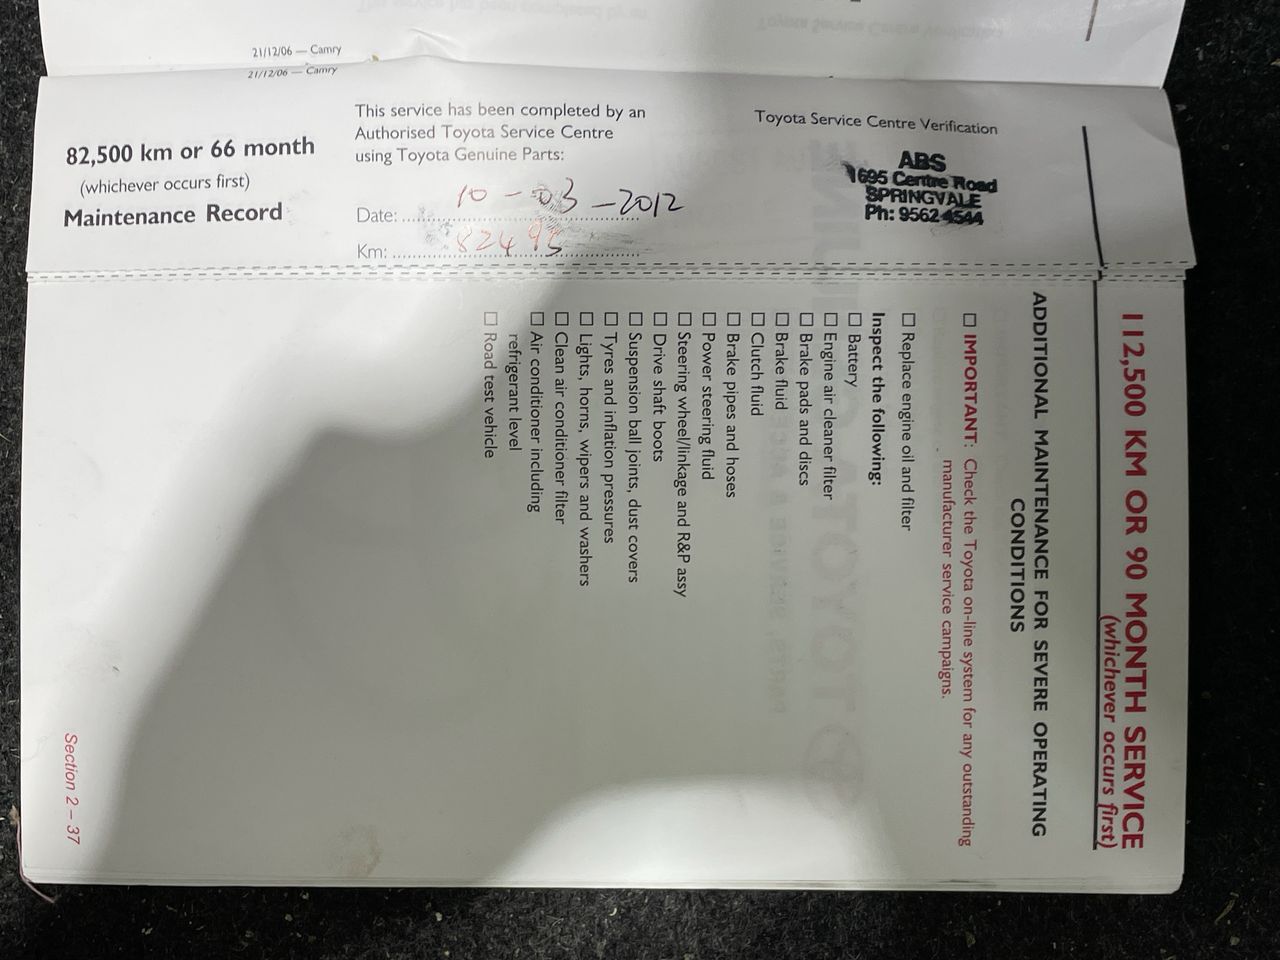 21/12/06 — Camry
21/12/06 — Camry
82,500 km or 66 month
(whichever occurs first)
Maintenance Record
This service has been completed by an
Authorised Toyota Service Centre
using Toyota Genuine Parts:
Date: 10 - 03 - 2012
Km: 82495
Toyota Service Centre Verification
ABS
1695 Centre Road
SPRINGVALE
Ph: 9562 4544
112,500 KM OR 90 MONTH SERVICE
(whichever occurs first)
ADDITIONAL MAINTENANCE FOR SEVERE OPERATING
CONDITIONS
☐ IMPORTANT: Check the Toyota on-line system for any outstanding
manufacturer service campaigns.
☐ Replace engine oil and filter
Inspect the following:
☐ Battery
☐ Engine air cleaner filter
☐ Brake pads and discs
☐ Brake fluid
☐ Clutch fluid
☐ Brake pipes and hoses
☐ Power steering fluid
☐ Steering wheel/linkage and R&P assy
☐ Drive shaft boots
☐ Suspension ball joints, dust covers
☐ Tyres and inflation pressures
☐ Lights, horns, wipers and washers
☐ Clean air conditioner filter
☐ Air conditioner including
refrigerant level
☐ Road test vehicle
Section 2 – 37